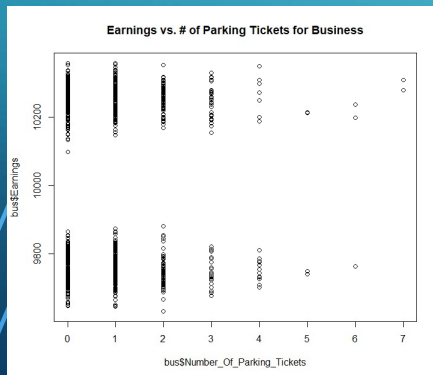 Earnings vs. # of Parking Tickets for Business
bus$Earnings
10200
10000
9800
0 1 2 3 4 5 6 7
bus$Number_Of_Parking_Tickets